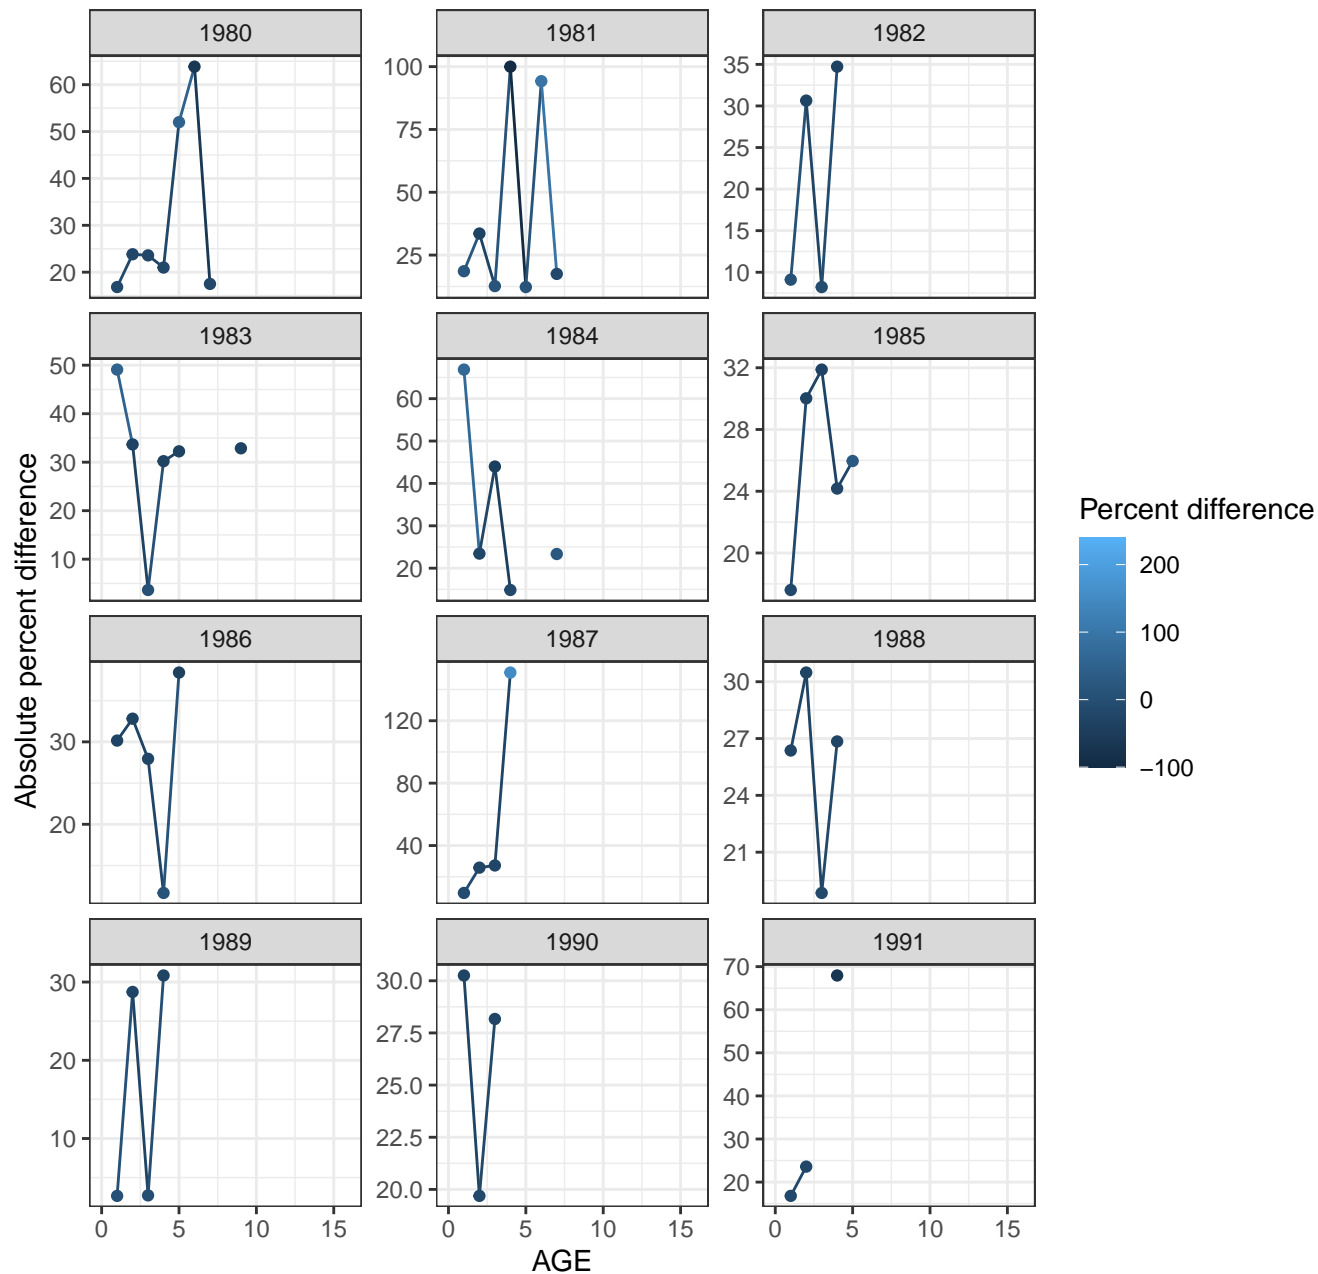 1980 1981 1982
60 100 35
50 75 30
40 50 25
30 25 20
20 15
10
1983 1984 1985
50 60 32
40 50 28
30 40 24
20 30 20
10 20
1986 1987 1988
30 120 30
20 80 27
40 24
21
1989 1990 1991
30 30.0 70
20 27.5 60
10 25.0 50
22.5 40
20.0 30
20
0 5 10 15 0 5 10 15 0 5 10 15
AGE
Absolute percent difference
Percent difference
200
100
0
−100